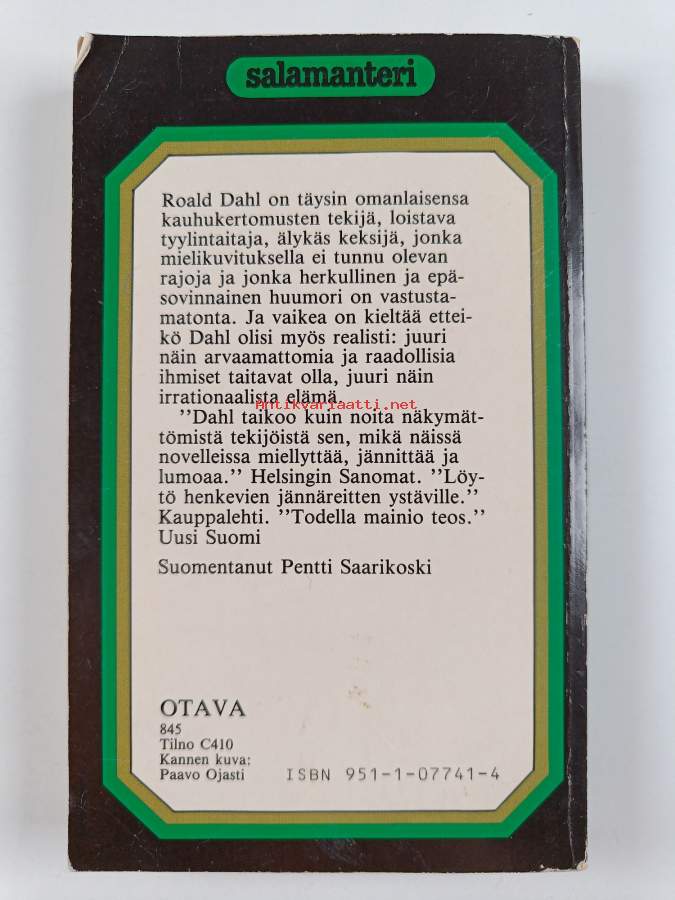 salamanteri
Roald Dahl on täysin omanlaisensa
kauhukertomusten tekijä, loistava
tyylintaitaja, älykäs keksijä, jonka
mielikuvituksella ei tunnu olevan
rajoja ja jonka herkullinen ja epä-
sovinnainen huumori on vastusta-
matonta. Ja vaikea on kieltää ettei-
kö Dahl olisi myös realisti: juuri
näin arvaamattomia ja raadollisia
ihmiset taitavat olla, juuri näin
irrationaalista elämä.
Antikvariaatti.net
"Dahl taikoo kuin noita näkymät-
tömistä tekijöistä sen, mikä näissä
novelleissa miellyttää, jännittää ja
lumoaa." Helsingin Sanomat. "Löy-
tö henkevien jännäreitten ystäville."
Kauppalehti. "Todella mainio teos."
Uusi Suomi
Suomentanut Pentti Saarikoski
OTAVA
845
Tilno C410
Kannen kuva:
Paavo Ojasti
ISBN 951-1-07741-4